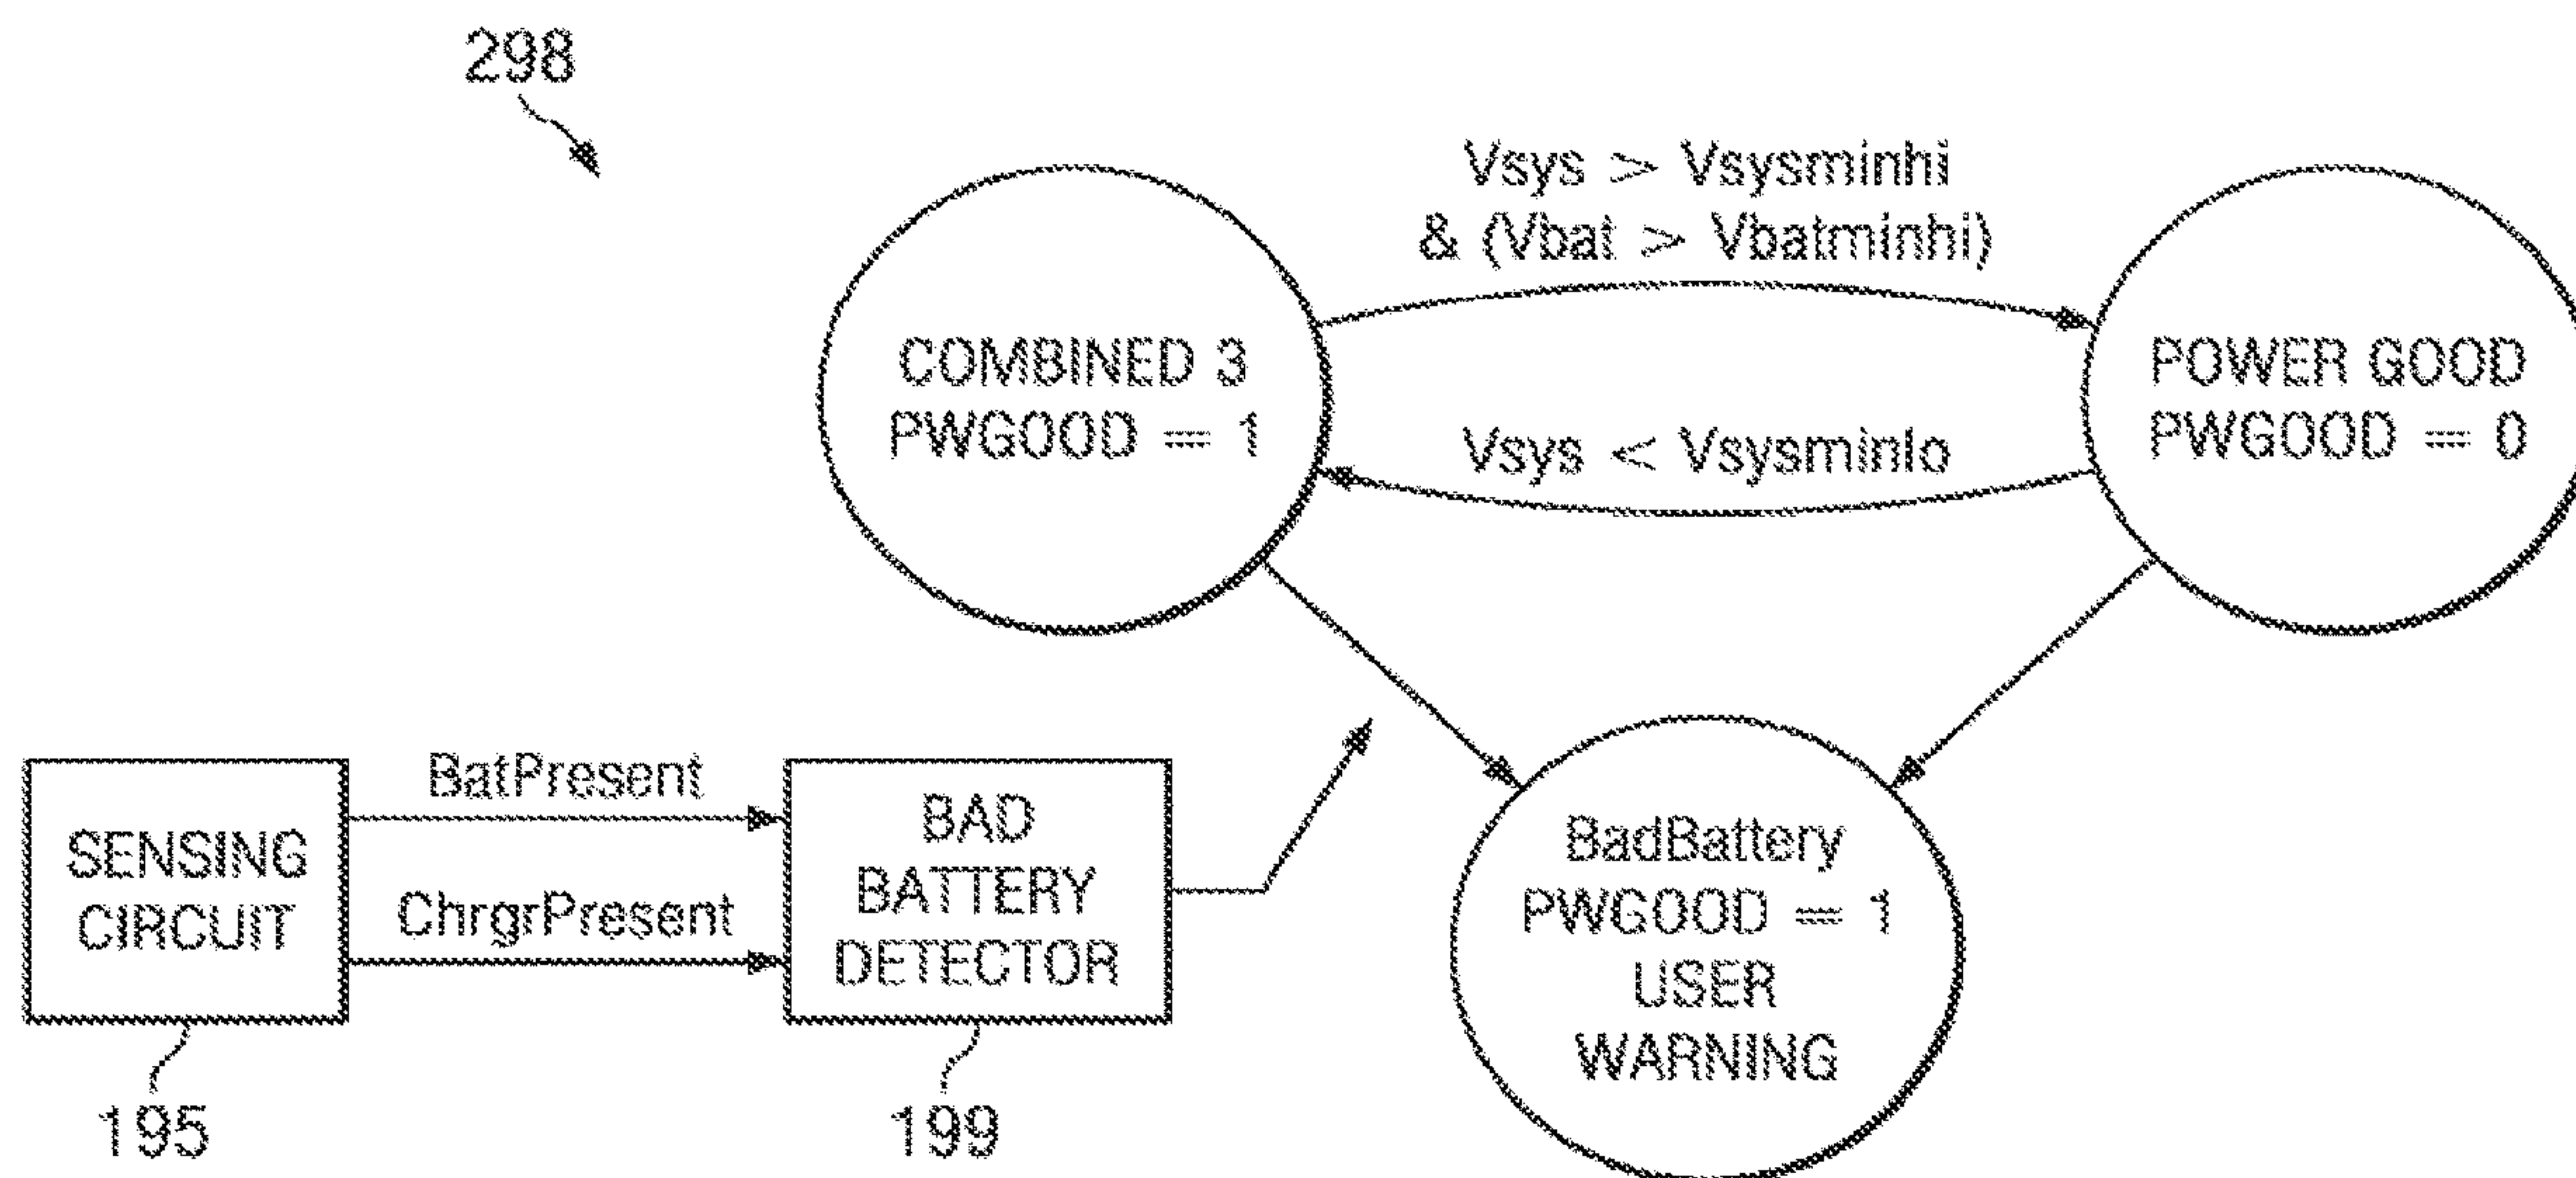 298
Vsys > Vsysminhi
& (Vbat > Vbatminhi)
COMBINED 3
PWGOOD == 1
POWER GOOD
PWGOOD == 0
Vsys < Vsysminlo
BatPresent
SENSING
CIRCUIT
ChrgrPresent
BAD
BATTERY
DETECTOR
BadBattery
PWGOOD == 1
USER
WARNING
195
199